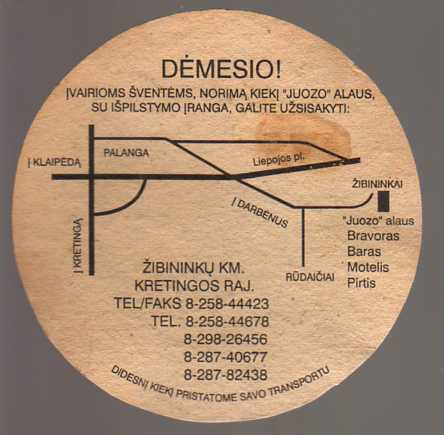 DĖMESIO!
ĮVAIRIOMS ŠVENTĖMS, NORIMĄ KIEKĮ "JUOZO" ALAUS,
SU IŠPILSTYMO ĮRANGA, GALITE UŽSISAKYTI:
PALANGA
Liepojos pl.
Į KLAIPĖDĄ
ŽIBININKAI
Į DARBĖNUS
"Juozo" alaus
Bravoras
Baras
Motelis
Pirtis
Į KRETINGĄ
RŪDAIČIAI
ŽIBININKŲ KM.
KRETINGOS RAJ.
TEL/FAKS 8-258-44423
TEL. 8-258-44678
8-298-26456
8-287-40677
8-287-82438
DIDESNĮ KIEKĮ PRISTATOME SAVO TRANSPORTU